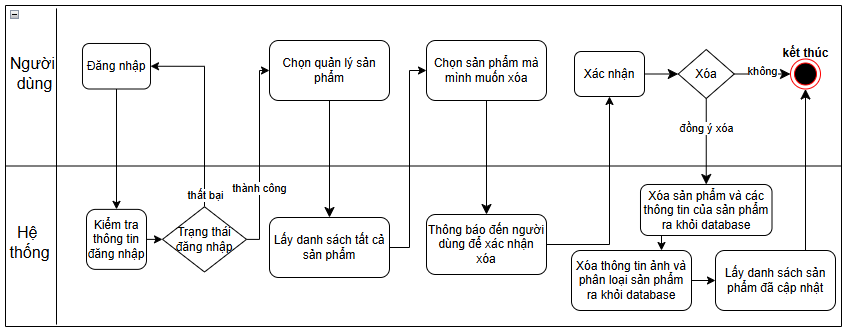 Người
dùng
Đăng nhập
Chọn quản lý sản
phẩm
Chọn sản phẩm mà
mình muốn xóa
Xác nhận
Xóa
không
kết thúc
đồng ý xóa
thất bại
thành công
Hệ
thống
Kiểm tra
thông tin
đăng nhập
Trạng thái
đăng nhập
Lấy danh sách tất cả
sản phẩm
Thông báo đến người
dùng để xác nhận
xóa
Xóa sản phẩm và các
thông tin của sản phẩm
ra khỏi database
Xóa thông tin ảnh và
phân loại sản phẩm
ra khỏi database
Lấy danh sách sản
phẩm đã cập nhật